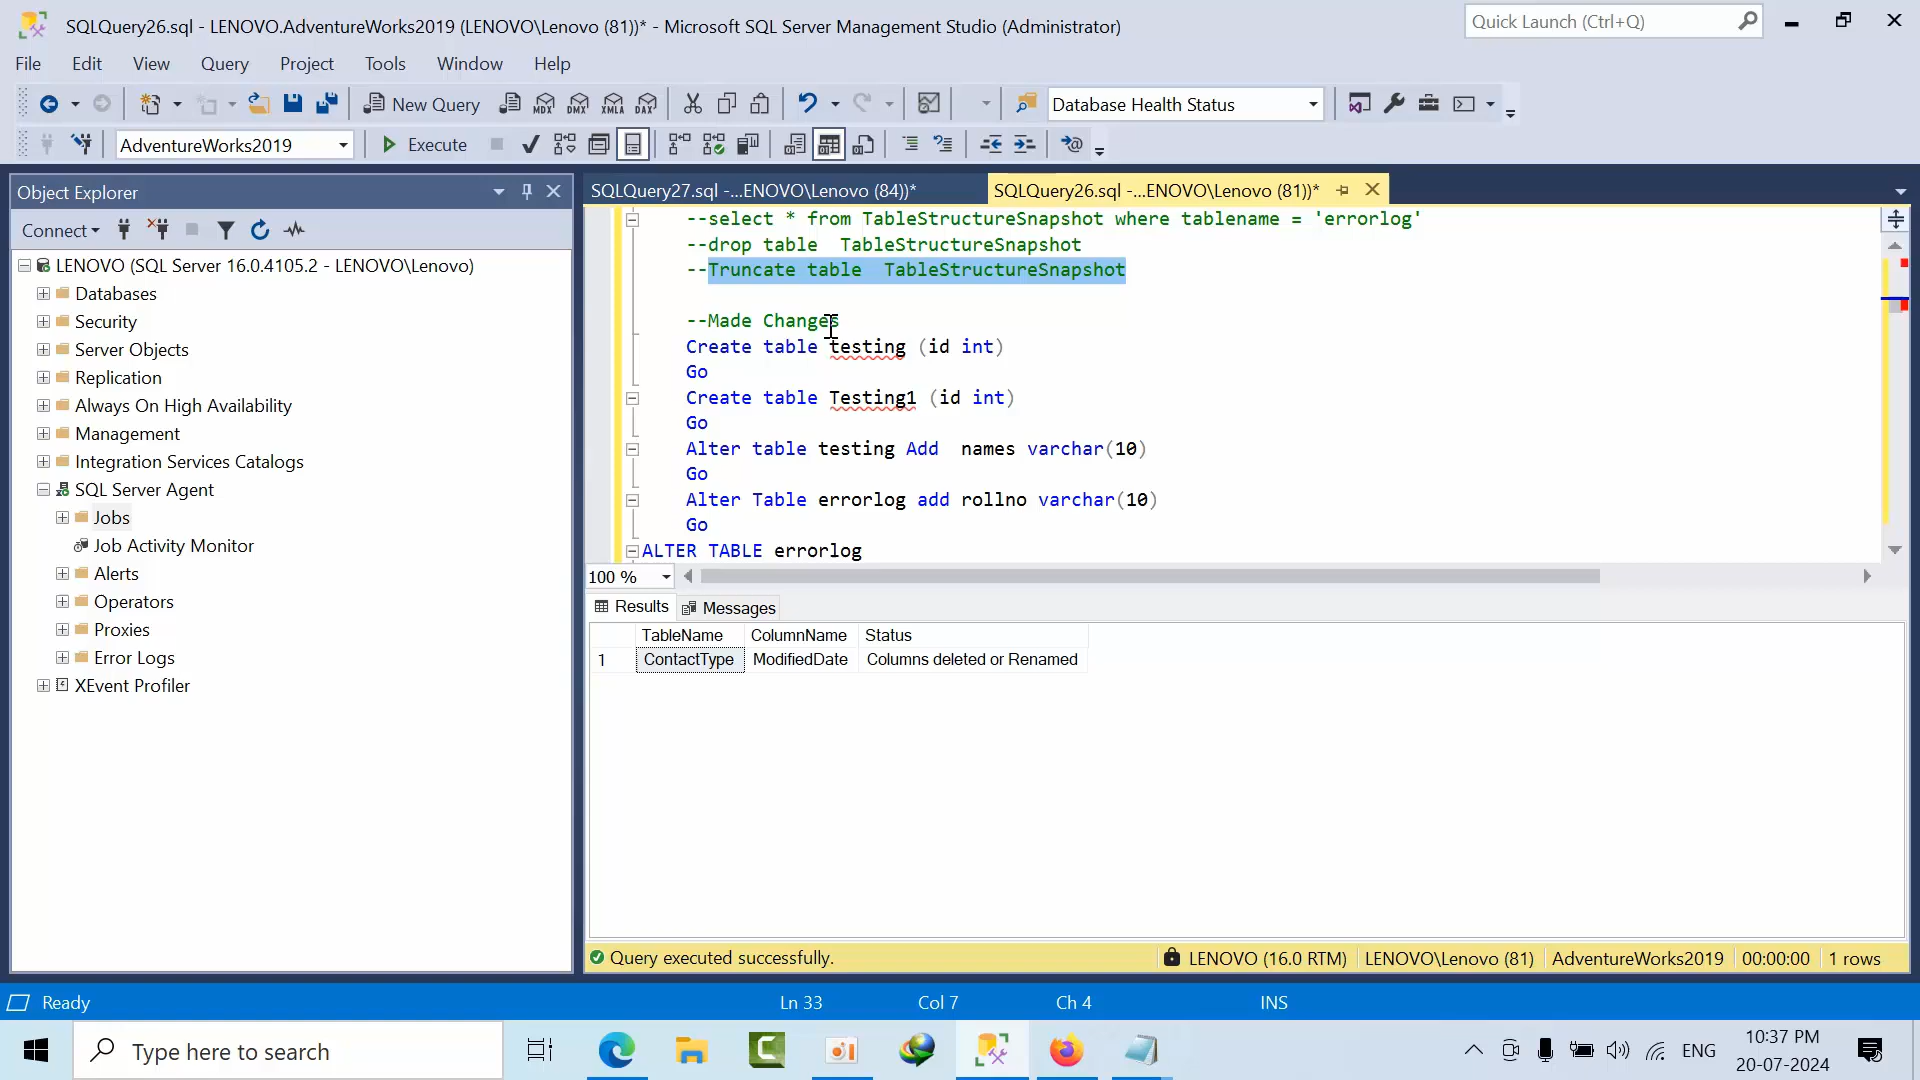 SQLQuery26.sql - LENOVO.AdventureWorks2019 (LENOVO\Lenovo (81))* - Microsoft SQL Server Management Studio (Administrator)
Quick Launch (Ctrl+Q)
File Edit View Query Project Tools Window Help
New Query MDX DMX XMLA DAX Database Health Status
AdventureWorks2019 Execute
Object Explorer
Connect
LENOVO (SQL Server 16.0.4105.2 - LENOVO\Lenovo)
Databases
Security
Server Objects
Replication
Always On High Availability
Management
Integration Services Catalogs
SQL Server Agent
Jobs
Job Activity Monitor
Alerts
Operators
Proxies
Error Logs
XEvent Profiler
SQLQuery27.sql -...ENOVO\Lenovo (84))* SQLQuery26.sql -...ENOVO\Lenovo (81))*
--select * from TableStructureSnapshot where tablename = 'errorlog'
--drop table  TableStructureSnapshot
--Truncate table  TableStructureSnapshot
--Made Changes
Create table testing (id int)
Go
Create table Testing1 (id int)
Go
Alter table testing Add  names varchar(10)
Go
Alter Table errorlog add rollno varchar(10)
Go
ALTER TABLE errorlog
100 %
Results Messages
TableName ColumnName Status
1 ContactType ModifiedDate Columns deleted or Renamed
Query executed successfully. LENOVO (16.0 RTM) LENOVO\Lenovo (81) AdventureWorks2019 00:00:00 1 rows
Ready Ln 33 Col 7 Ch 4 INS
Type here to search
ENG
10:37 PM
20-07-2024